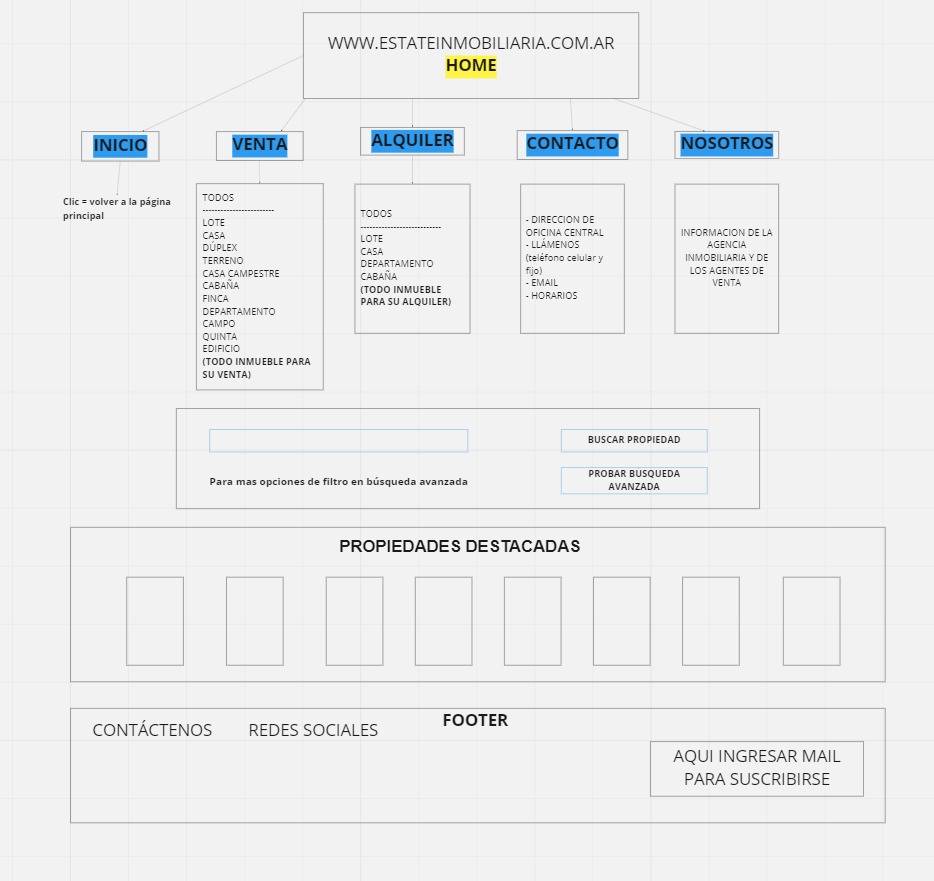 WWW.ESTATEINMOBILIARIA.COM.AR
HOME
INICIO
VENTA
ALQUILER
CONTACTO
NOSOTROS
Clic = volver a la página
principal
TODOS
------------------------
LOTE
CASA
DÚPLEX
TERRENO
CASA CAMPESTRE
CABAÑA
FINCA
DEPARTAMENTO
CAMPO
QUINTA
EDIFICIO
(TODO INMUEBLE PARA
SU VENTA)
TODOS
---------------------------
LOTE
CASA
DEPARTAMENTO
CABAÑA
(TODO INMUEBLE
PARA SU ALQUILER)
- DIRECCION DE
OFICINA CENTRAL
- LLÁMENOS
(teléfono celular y
fijo)
- EMAIL
- HORARIOS
INFORMACION DE LA
AGENCIA
INMOBILIARIA Y DE
LOS AGENTES DE
VENTA
BUSCAR PROPIEDAD
Para mas opciones de filtro en búsqueda avanzada
PROBAR BÚSQUEDA
AVANZADA
PROPIEDADES DESTACADAS
FOOTER
CONTÁCTENOS
REDES SOCIALES
AQUI INGRESAR MAIL
PARA SUSCRIBIRSE